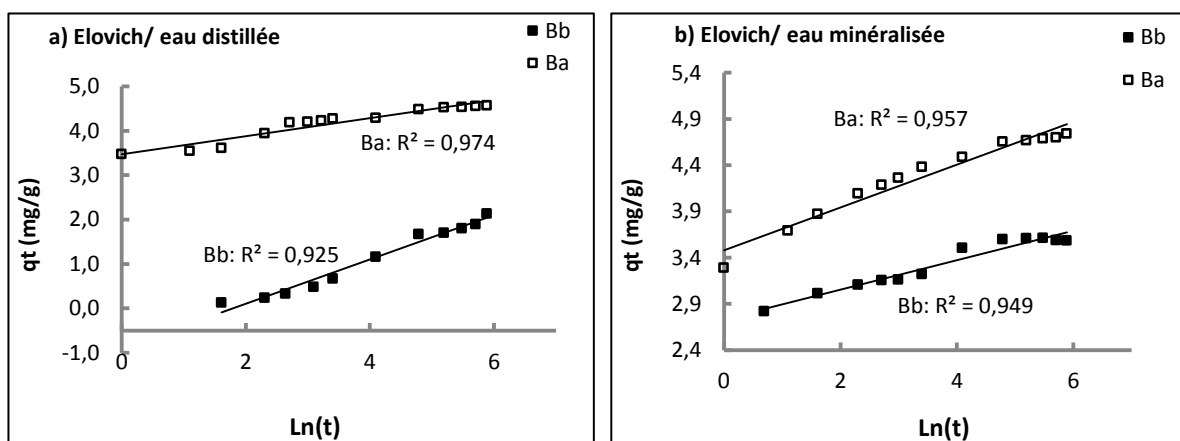 a) Elovich/ eau distillée
Bb
Ba
5,0
4,0
3,0
2,0
1,0
0,0
-1,0
qt (mg/g)
Ba: R² = 0,974
Bb: R² = 0,925
0
2
4
6
Ln(t)
b) Elovich/ eau minéralisée
Bb
Ba
5,4
4,9
4,4
3,9
3,4
2,9
2,4
qt (mg/g)
Ba: R² = 0,957
Bb: R² = 0,949
0
2
4
6
Ln(t)